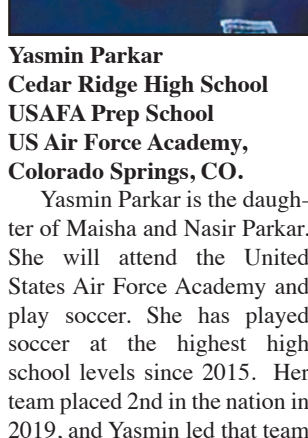 Yasmin Parkar
Cedar Ridge High School
USAFA Prep School
US Air Force Academy,
Colorado Springs, CO.
Yasmin Parkar is the daugh-
ter of Maisha and Nasir Parkar.
She will attend the United
States Air Force Academy and
play soccer. She has played
soccer at the highest high
school levels since 2015. Her
team placed 2nd in the nation in
2019, and Yasmin led that team